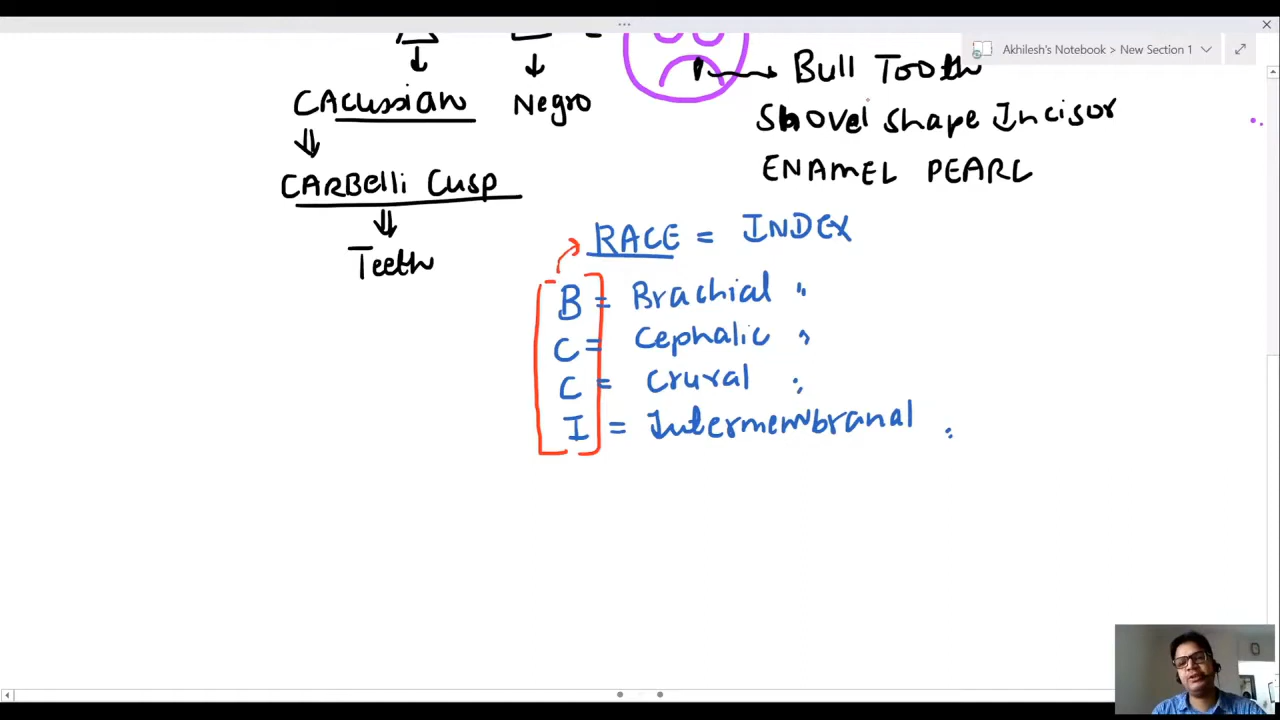 Akhilesh's Notebook > New Section 1
CAcussian
Negro
Bull Tooth
Shovel shape Incisor
ENAMEL PEARL
CARBelli Cusp
Teeth
RACE = INDEX
B = Brachial "
C = Cephalic "
C = Crural "
I = Intermembranal "